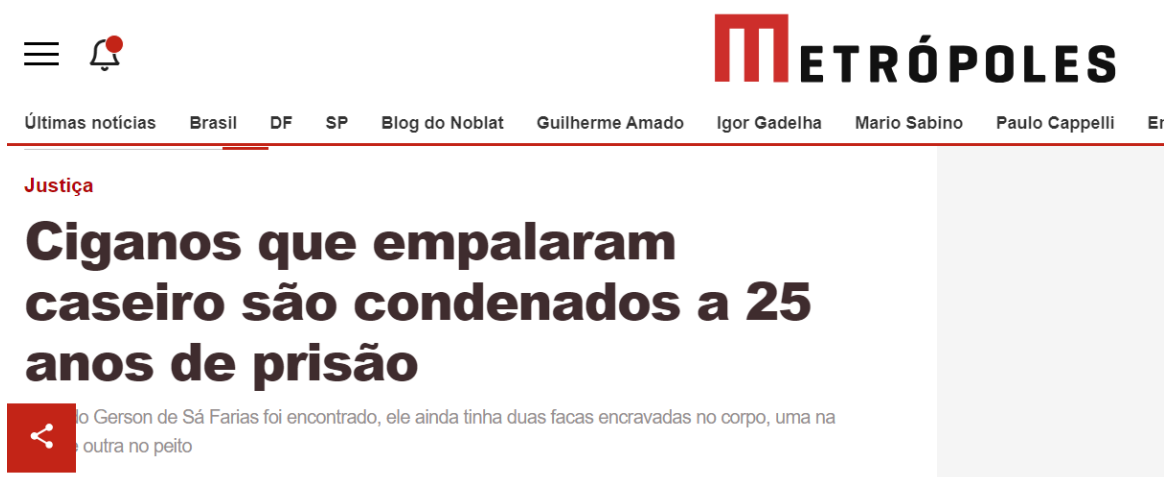 METRÓPOLES
Últimas notícias Brasil DF SP Blog do Noblat Guilherme Amado Igor Gadelha Mario Sabino Paulo Cappelli
Justiça
Ciganos que empalaram
caseiro são condenados a 25
anos de prisão
Gerson de Sá Farias foi encontrado, ele ainda tinha duas facas encravadas no corpo, uma na
outra no peito